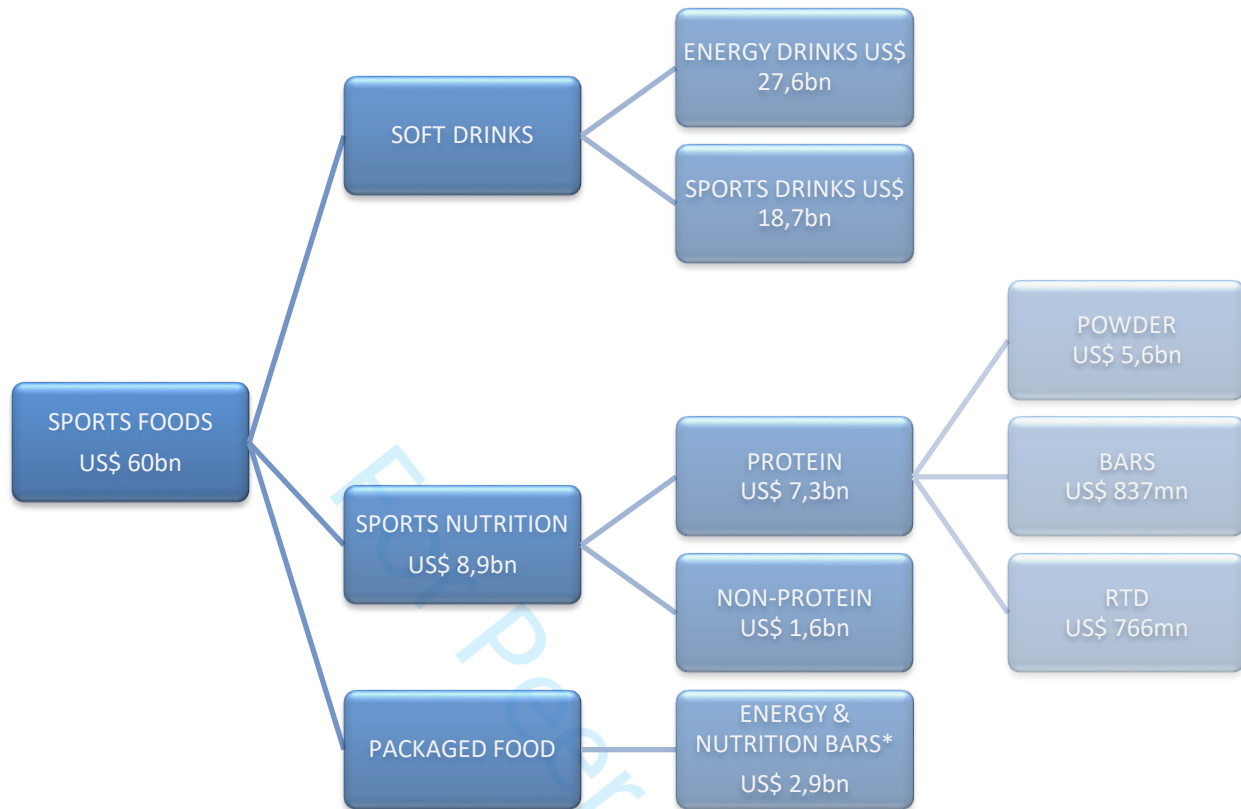 ENERGY DRINKS US$
27,6bn
SOFT DRINKS
SPORTS DRINKS US$
18,7bn
POWDER
US$ 5,6bn
SPORTS FOODS
US$ 60bn
PROTEIN
US$ 7,3bn
BARS
US$ 837mn
SPORTS NUTRITION
US$ 8,9bn
NON-PROTEIN
US$ 1,6bn
RTD
US$ 766mn
PACKAGED FOOD
ENERGY &
NUTRITION BARS*
US$ 2,9bn
For Peer